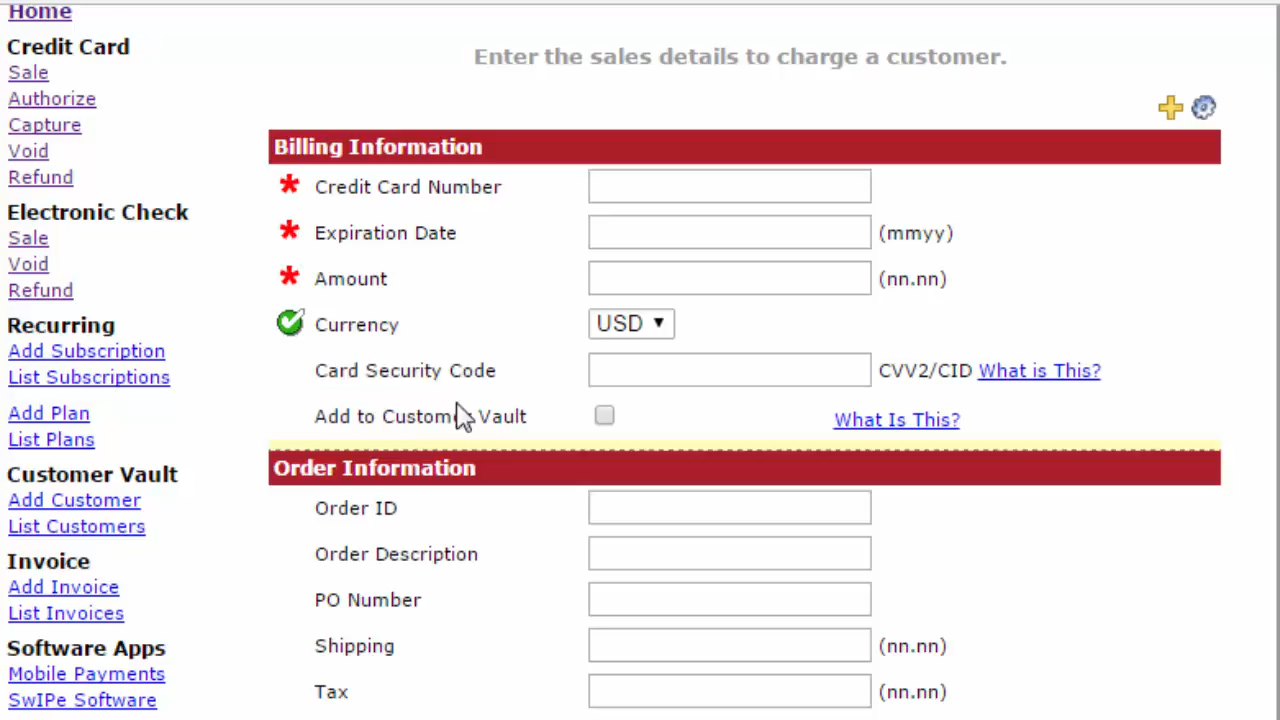 Home
Credit Card
Sale
Authorize
Capture
Void
Refund
Electronic Check
Sale
Void
Refund
Recurring
Add Subscription
List Subscriptions
Add Plan
List Plans
Customer Vault
Add Customer
List Customers
Invoice
Add Invoice
List Invoices
Software Apps
Mobile Payments
SwIPe Software
Enter the sales details to charge a customer.
Billing Information
* Credit Card Number
* Expiration Date (mmyy)
* Amount (nn.nn)
Currency USD
Card Security Code CVV2/CID What is This?
Add to Customer Vault What Is This?
Order Information
Order ID
Order Description
PO Number
Shipping (nn.nn)
Tax (nn.nn)